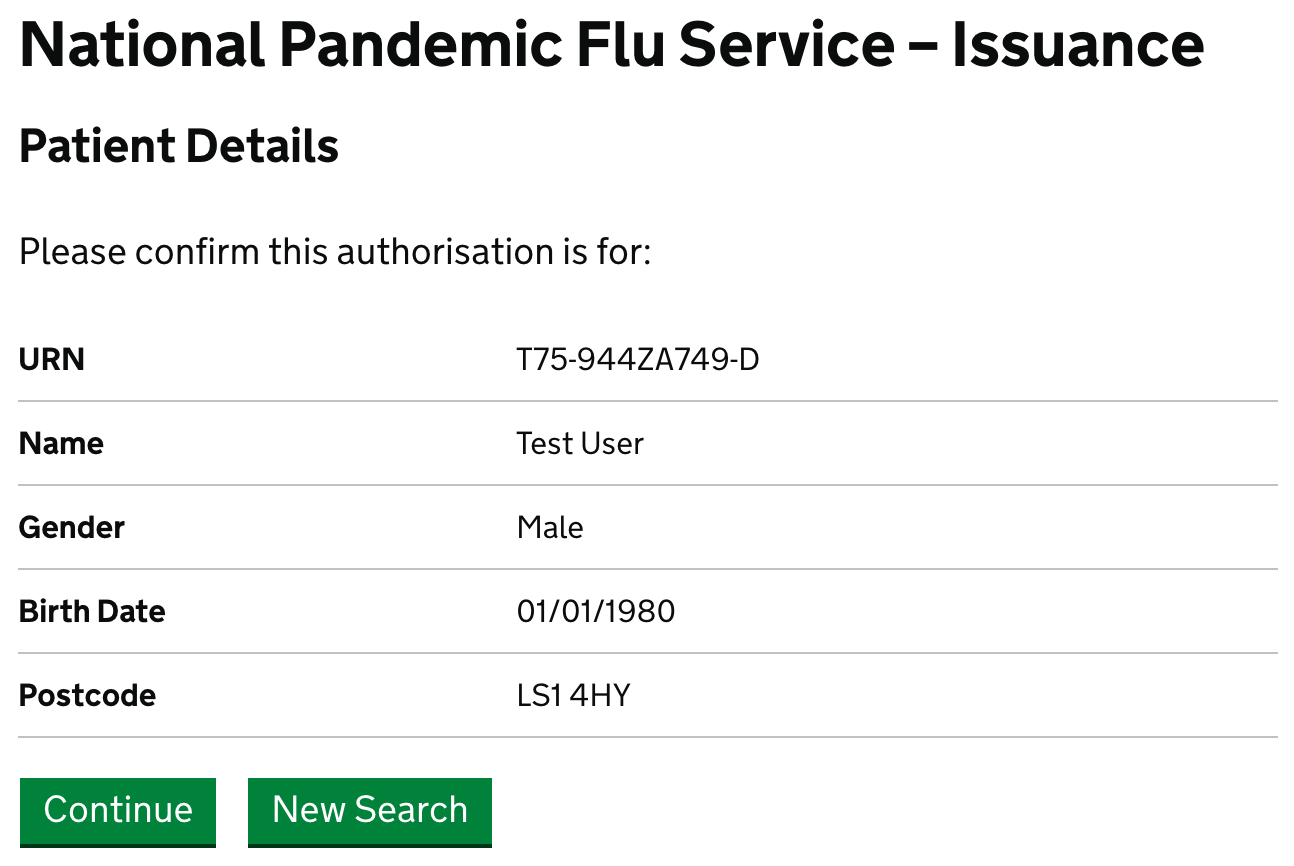 National Pandemic Flu Service – Issuance
Patient Details
Please confirm this authorisation is for:
URN T75-944ZA749-D
Name Test User
Gender Male
Birth Date 01/01/1980
Postcode LS1 4HY
Continue New Search